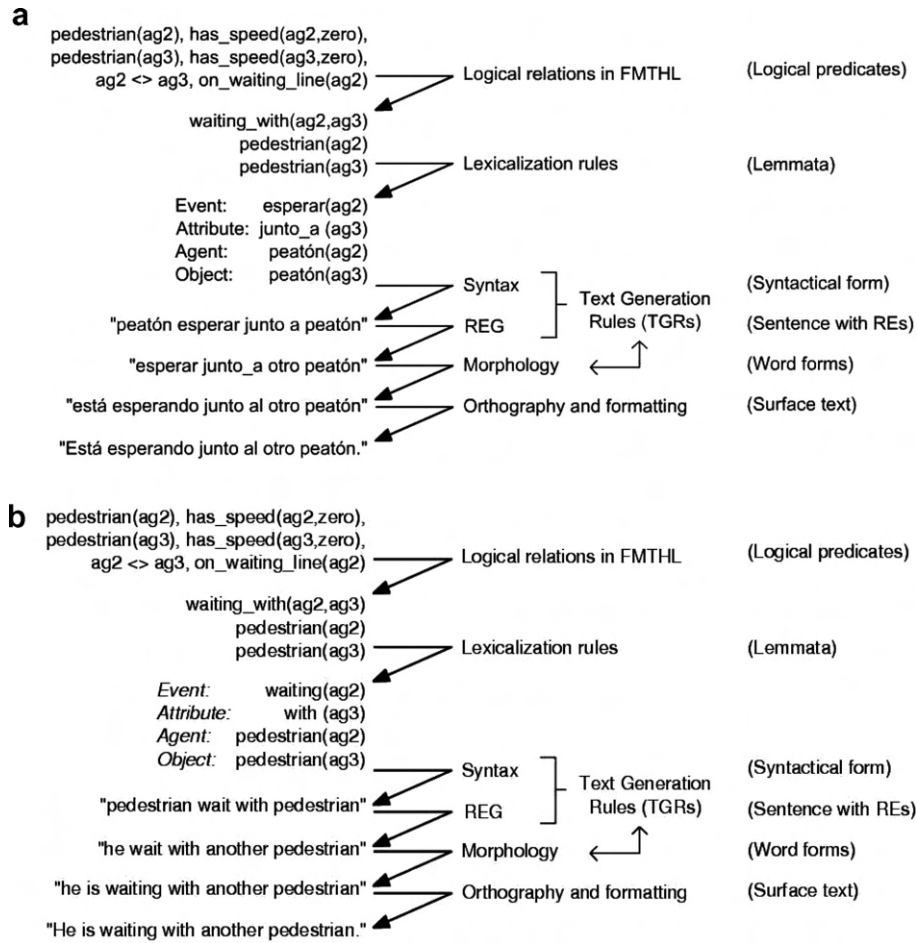 a
pedestrian(ag2), has_speed(ag2,zero),
pedestrian(ag3), has_speed(ag3,zero),
ag2 <> ag3, on_waiting_line(ag2)
Logical relations in FMTHL
(Logical predicates)
waiting_with(ag2,ag3)
pedestrian(ag2)
pedestrian(ag3)
Lexicalization rules
(Lemmata)
Event: esperar(ag2)
Attribute: junto_a (ag3)
Agent: peatón(ag2)
Object: peatón(ag3)
Syntax
(Syntactical form)
Text Generation
Rules (TGRs)
"peatón esperar junto a peatón"
REG
(Sentence with REs)
"esperar junto_a otro peatón"
Morphology
(Word forms)
"está esperando junto al otro peatón"
Orthography and formatting
(Surface text)
"Está esperando junto al otro peatón."
b
pedestrian(ag2), has_speed(ag2,zero),
pedestrian(ag3), has_speed(ag3,zero),
ag2 <> ag3, on_waiting_line(ag2)
Logical relations in FMTHL
(Logical predicates)
waiting_with(ag2,ag3)
pedestrian(ag2)
pedestrian(ag3)
Lexicalization rules
(Lemmata)
Event: waiting(ag2)
Attribute: with (ag3)
Agent: pedestrian(ag2)
Object: pedestrian(ag3)
Syntax
(Syntactical form)
Text Generation
Rules (TGRs)
"pedestrian wait with pedestrian"
REG
(Sentence with REs)
"he wait with another pedestrian"
Morphology
(Word forms)
"he is waiting with another pedestrian"
Orthography and formatting
(Surface text)
"He is waiting with another pedestrian."